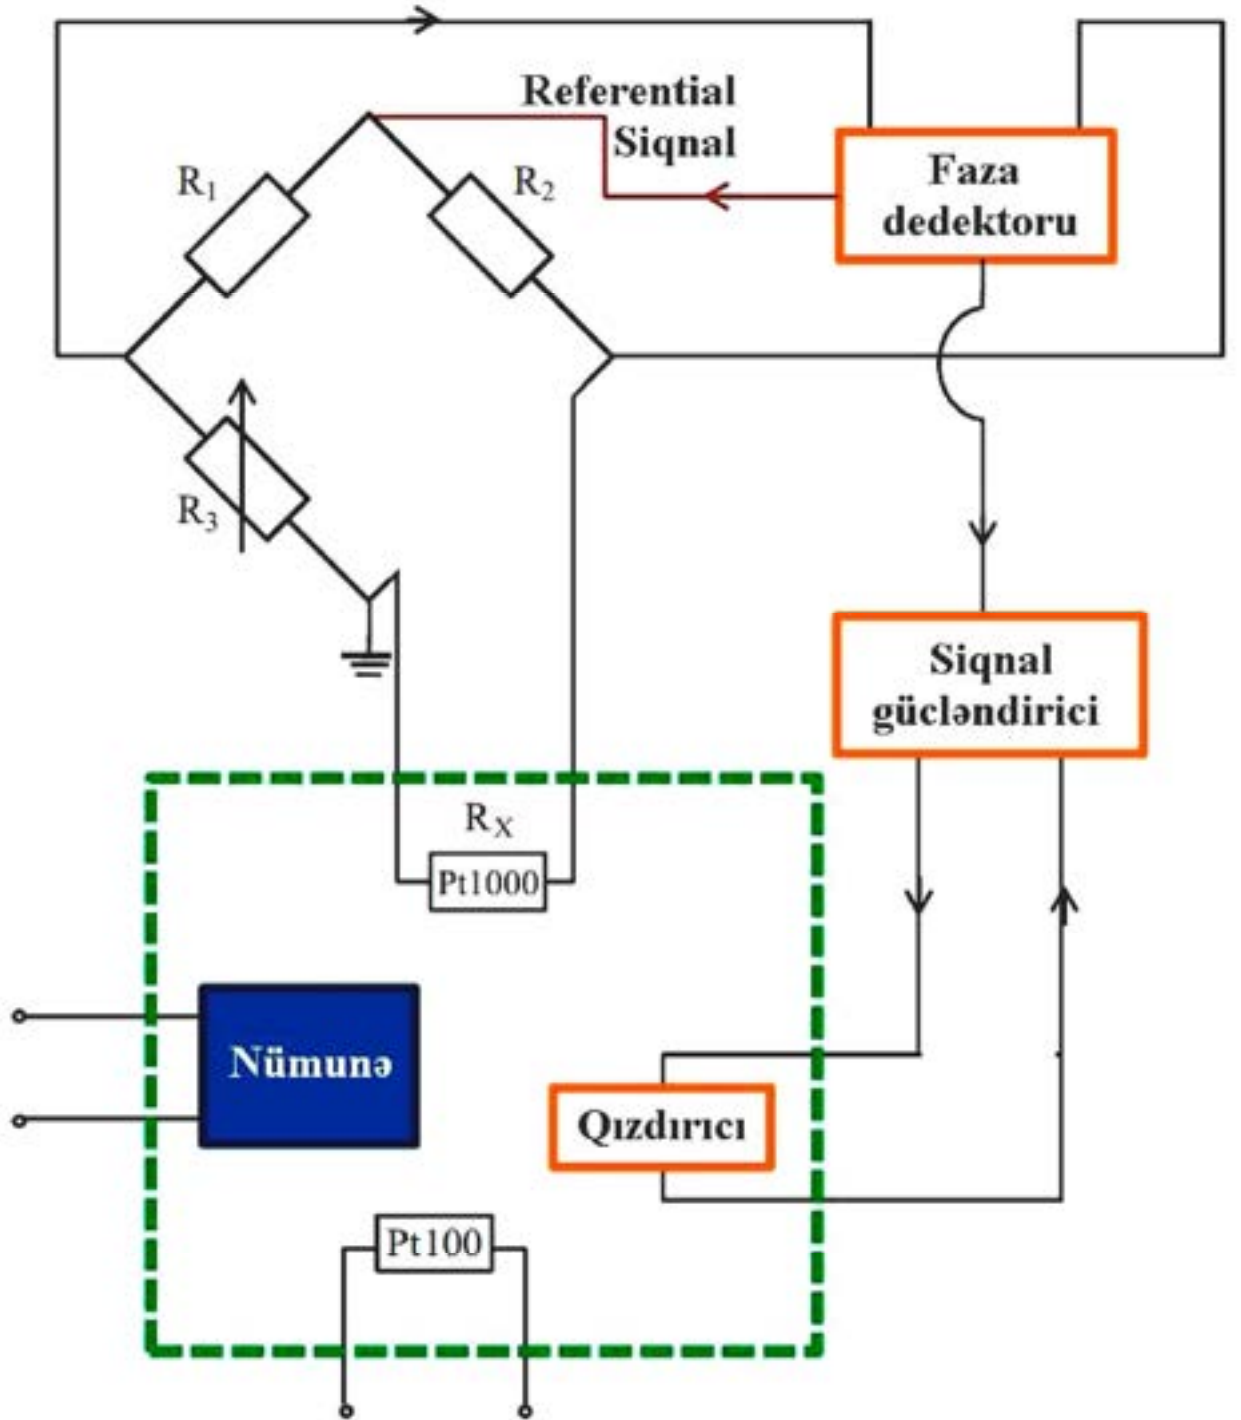 Referential
Siqnal
R1
R2
Faza
dedektoru
R3
Siqnal
gücləndirici
RX
Pt1000
Nümunə
Qızdırıcı
Pt100